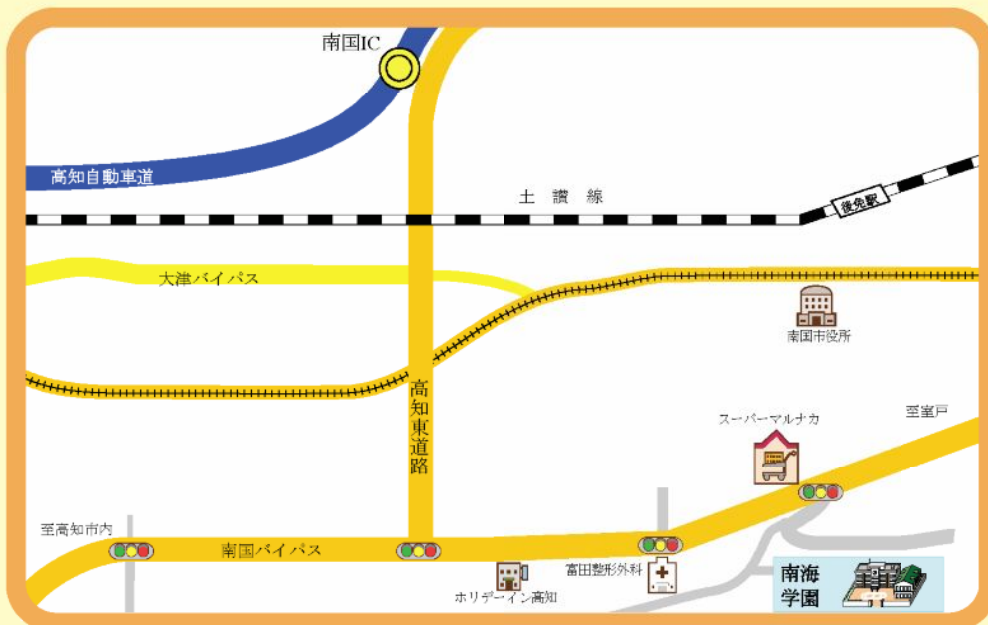 南国IC
高知自動車道
土讃線
後免駅
大津バイパス
南国市役所
高知東道路
スーパーマルナカ
至室戸
至高知市内
南国バイパス
富田整形外科
ホリデーイン高知
南海
学園